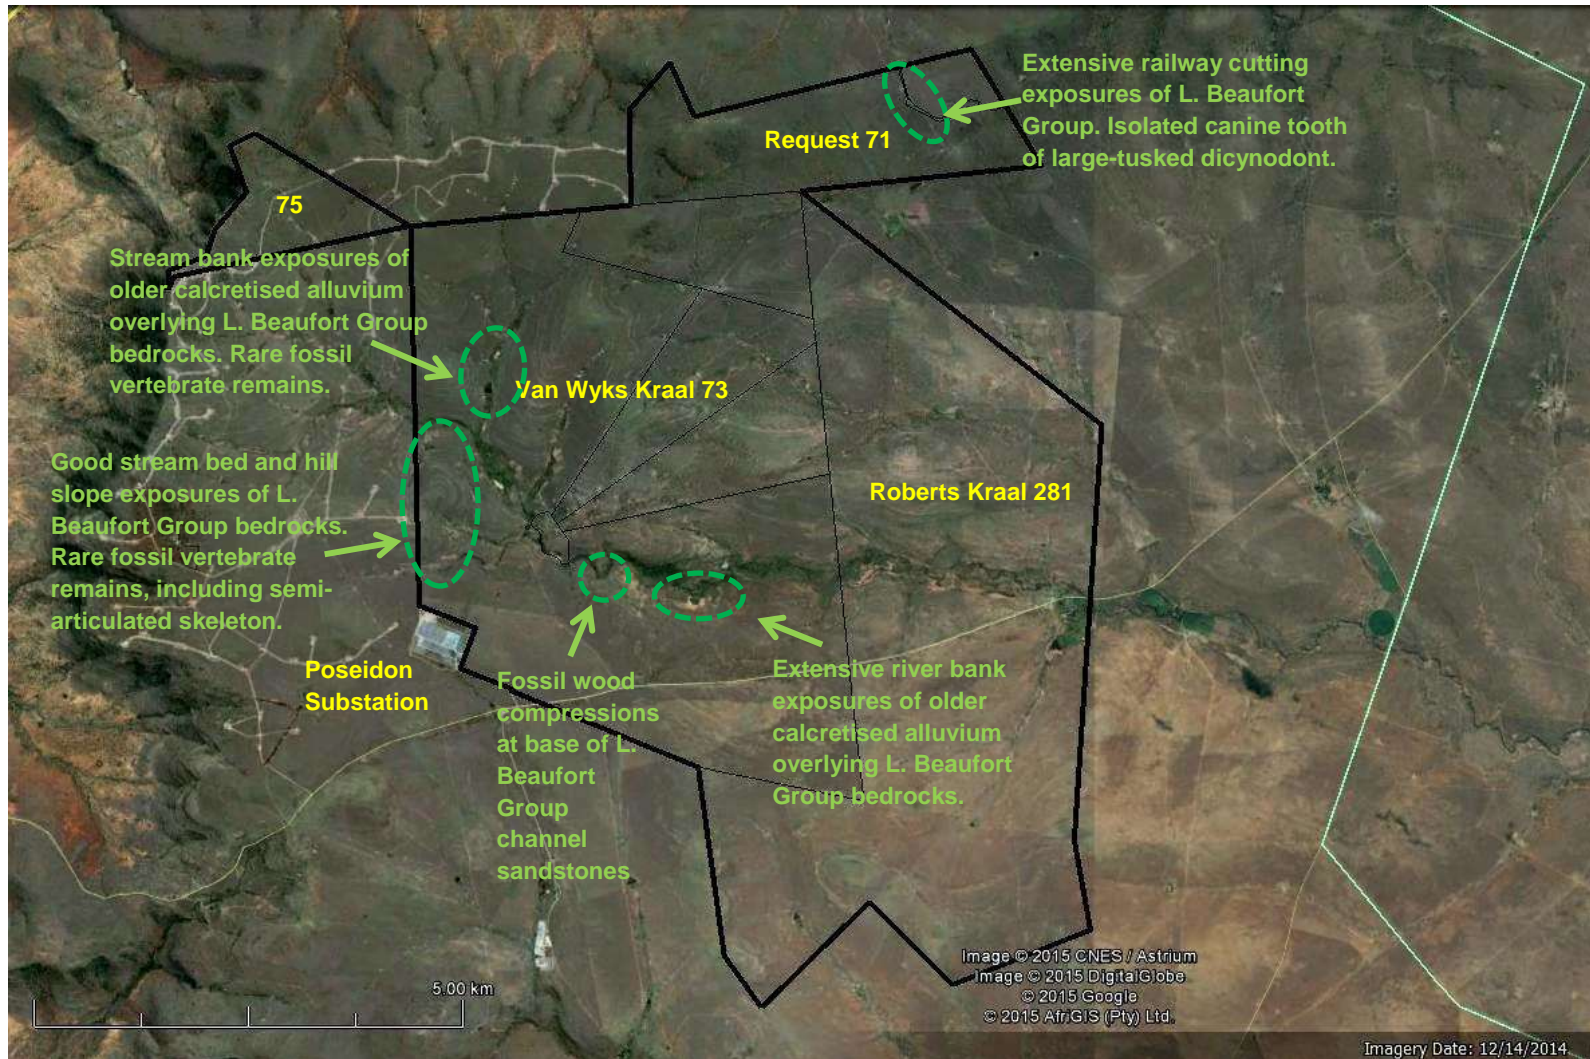 Extensive railway cutting
exposures of L. Beaufort
Group. Isolated canine tooth
of large-tusked dicynodont.
Request 71
75
Stream bank exposures of
older calcretised alluvium
overlying L. Beaufort Group
bedrocks. Rare fossil
vertebrate remains.
Van Wyks Kraal 73
Good stream bed and hill
slope exposures of L.
Beaufort Group bedrocks.
Rare fossil vertebrate
remains, including semi-
articulated skeleton.
Roberts Kraal 281
Poseidon
Substation
Fossil wood
compressions
at base of L.
Beaufort
Group
channel
sandstones
Extensive river bank
exposures of older
calcretised alluvium
overlying L. Beaufort
Group bedrocks.
5.00 km
Image © 2015 CNES / Astrium
Image © 2015 DigitalGlobe
© 2015 Google
© 2015 AfriGIS (Pty) Ltd.
Imagery Date: 12/14/2014